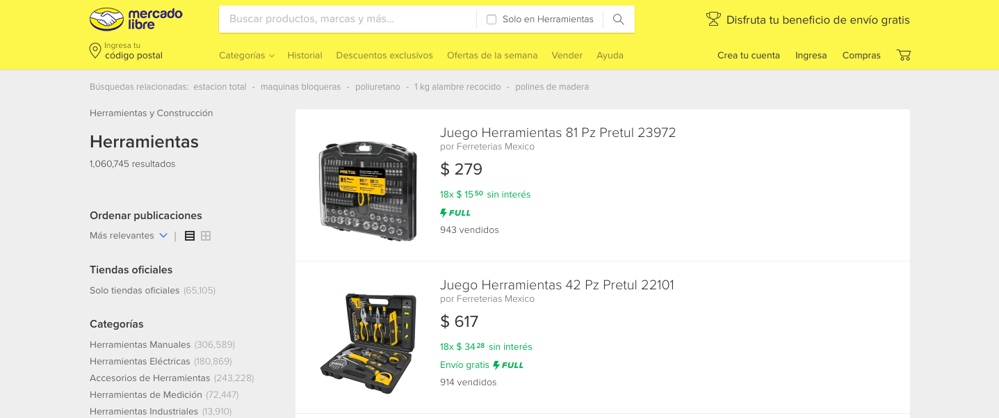 mercado
libre
Buscar productos, marcas y más...
Solo en Herramientas
Disfruta tu beneficio de envío gratis
Ingresa tu
código postal
Categorías
Historial
Descuentos exclusivos
Ofertas de la semana
Vender
Ayuda
Crea tu cuenta
Ingresa
Compras
Búsquedas relacionadas: estacion total - maquinas bloqueras - poliuretano - 1 kg alambre recocido - polines de madera
Herramientas y Construcción
Herramientas
1,060,745 resultados
Ordenar publicaciones
Más relevantes
Tiendas oficiales
Solo tiendas oficiales (65,105)
Categorías
Herramientas Manuales (306,589)
Herramientas Eléctricas (180,869)
Accesorios de Herramientas (243,228)
Herramientas de Medición (72,447)
Herramientas Industriales (13,910)
PRETUL
81
Juego Herramientas 81 Pz Pretul 23972
por Ferreterias Mexico
$ 279
18x $ 15 50 sin interés
FULL
943 vendidos
Juego Herramientas 42 Pz Pretul 22101
por Ferreterias Mexico
$ 617
18x $ 34 28 sin interés
Envío gratis FULL
914 vendidos